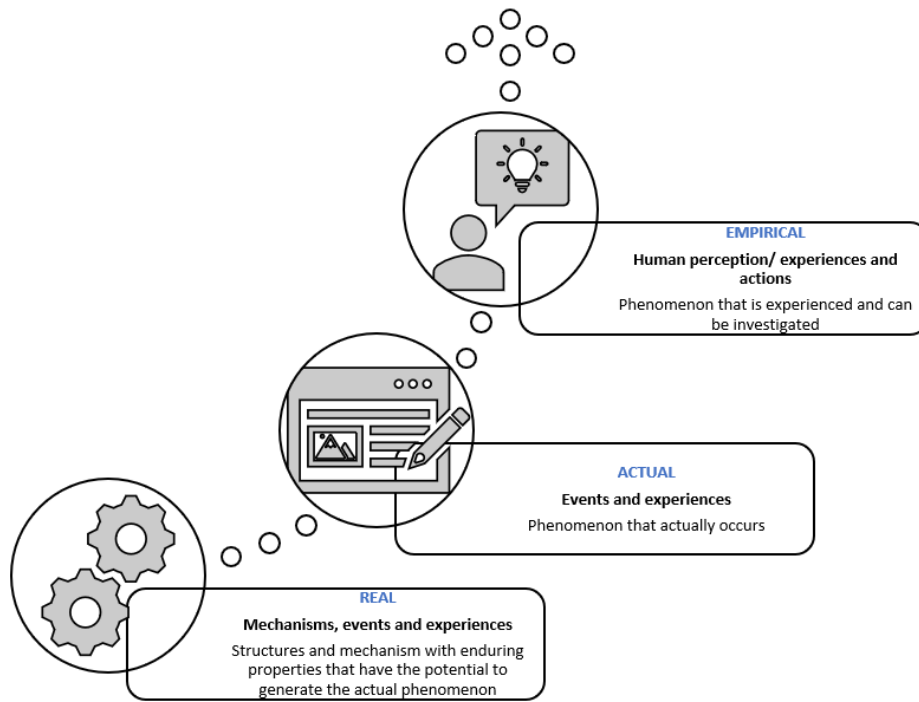 EMPIRICAL
Human perception/ experiences and
actions
Phenomenon that is experienced and can
be investigated
ACTUAL
Events and experiences
Phenomenon that actually occurs
REAL
Mechanisms, events and experiences
Structures and mechanism with enduring
properties that have the potential to
generate the actual phenomenon